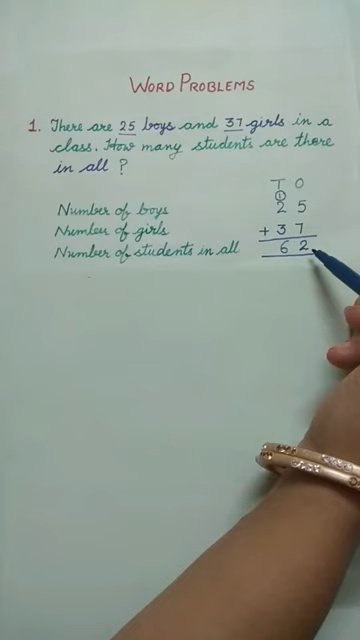 WORD PROBLEMS
1. There are 25 boys and 37 girls in a
class. How many students are there
in all ?
T O
1
Number of boys 2 5
Number of girls + 3 7
Number of students in all 6 2